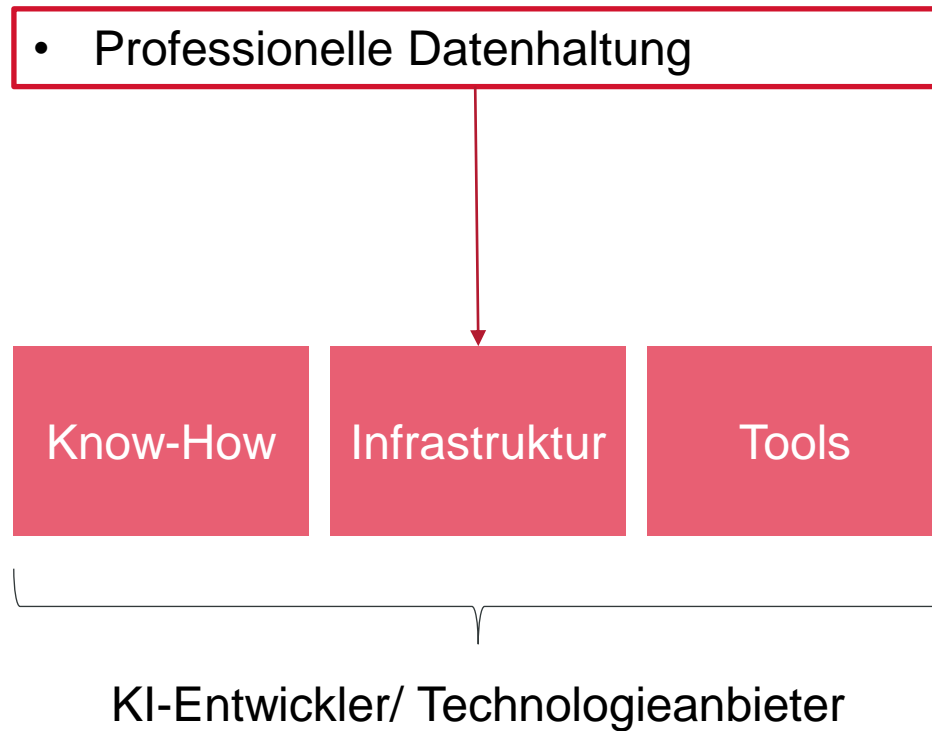 • Professionelle Datenhaltung
Know-How
Infrastruktur
Tools
KI-Entwickler/ Technologieanbieter